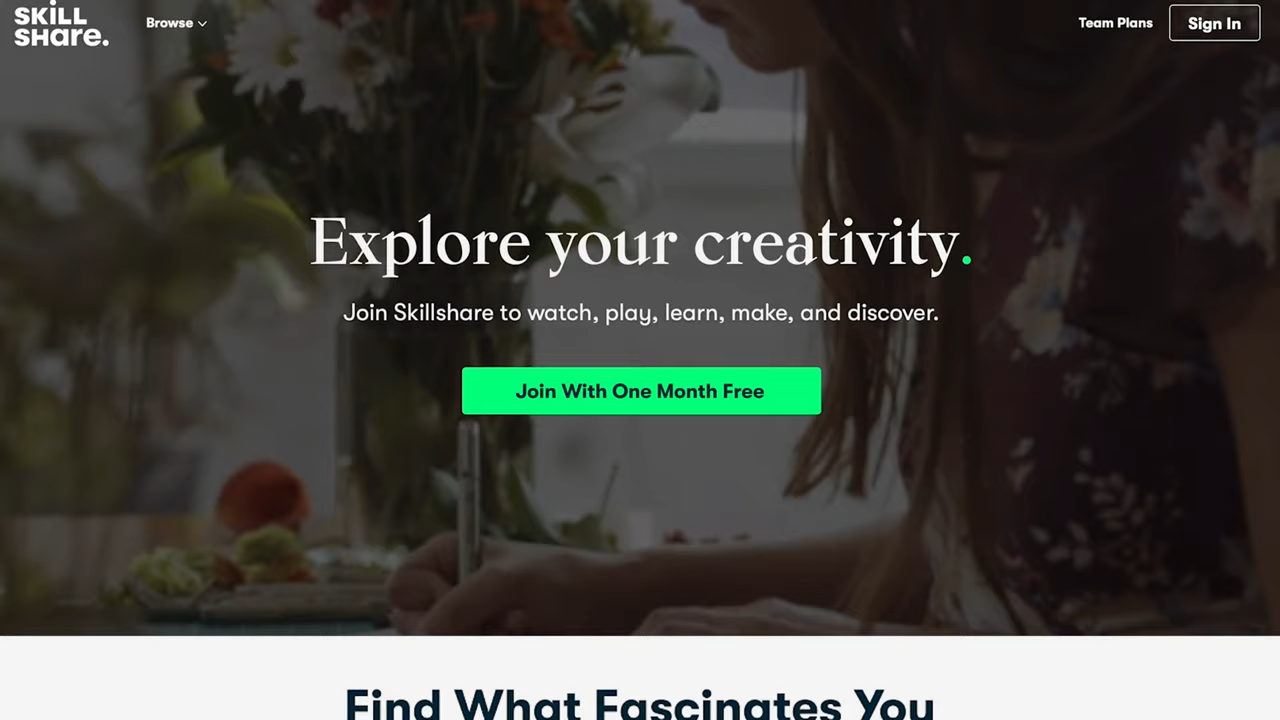 SKiLL
SHare.
Browse
Team Plans
Sign In
Explore your creativity.
Join Skillshare to watch, play, learn, make, and discover.
Join With One Month Free
Find What Fascinates You